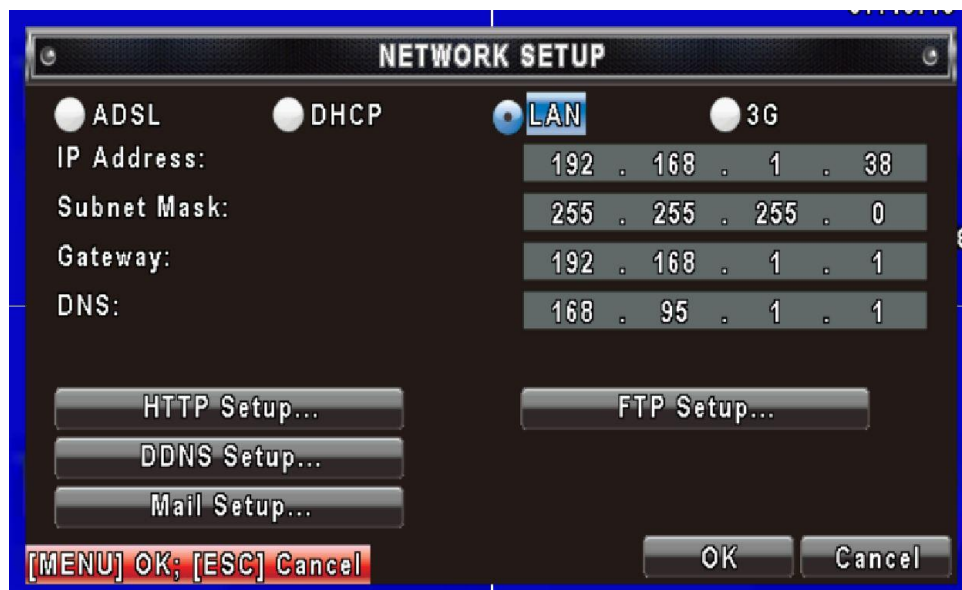 NETWORK SETUP
ADSL DHCP LAN 3G
IP Address: 192 . 168 . 1 . 38
Subnet Mask: 255 . 255 . 255 . 0
Gateway: 192 . 168 . 1 . 1
DNS: 168 . 95 . 1 . 1
HTTP Setup... FTP Setup...
DDNS Setup...
Mail Setup...
[MENU] OK; [ESC] Cancel OK Cancel